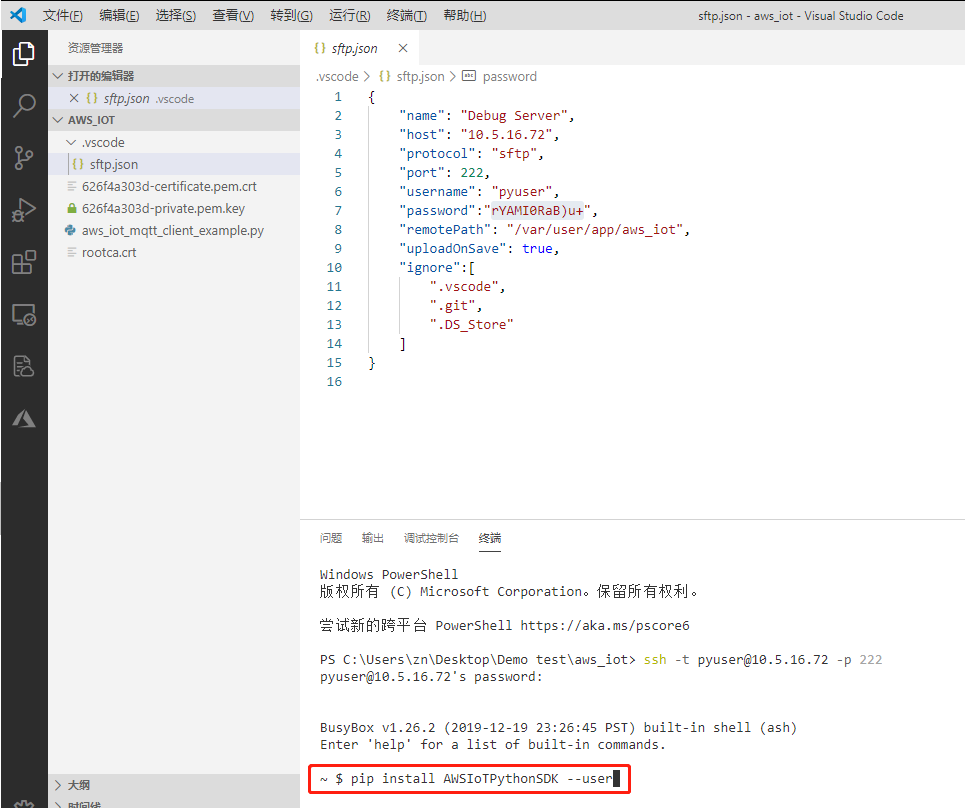 文件(F) 编辑(E) 选择(S) 查看(V) 转到(G) 运行(R) 终端(T) 帮助(H) sftp.json - aws_iot - Visual Studio Code
资源管理器
打开的编辑器
sftp.json .vscode
AWS_IOT
.vscode
sftp.json
626f4a303d-certificate.pem.crt
626f4a303d-private.pem.key
aws_iot_mqtt_client_example.py
rootca.crt
大纲
时间线
sftp.json
.vscode > {} sftp.json > abc password
1 {
2 "name": "Debug Server",
3 "host": "10.5.16.72",
4 "protocol": "sftp",
5 "port": 222,
6 "username": "pyuser",
7 "password":"rYAMI0RaB)u+",
8 "remotePath": "/var/user/app/aws_iot",
9 "uploadOnSave": true,
10 "ignore":[
11 ".vscode",
12 ".git",
13 ".DS_Store"
14 ]
15 }
16
问题 输出 调试控制台 终端
Windows PowerShell
版权所有 (C) Microsoft Corporation。保留所有权利。
尝试新的跨平台 PowerShell https://aka.ms/pscore6
PS C:\Users\zn\Desktop\Demo test\aws_iot> ssh -t pyuser@10.5.16.72 -p 222
pyuser@10.5.16.72's password:
BusyBox v1.26.2 (2019-12-19 23:26:45 PST) built-in shell (ash)
Enter 'help' for a list of built-in commands.
~ $ pip install AWSIoTPythonSDK --user